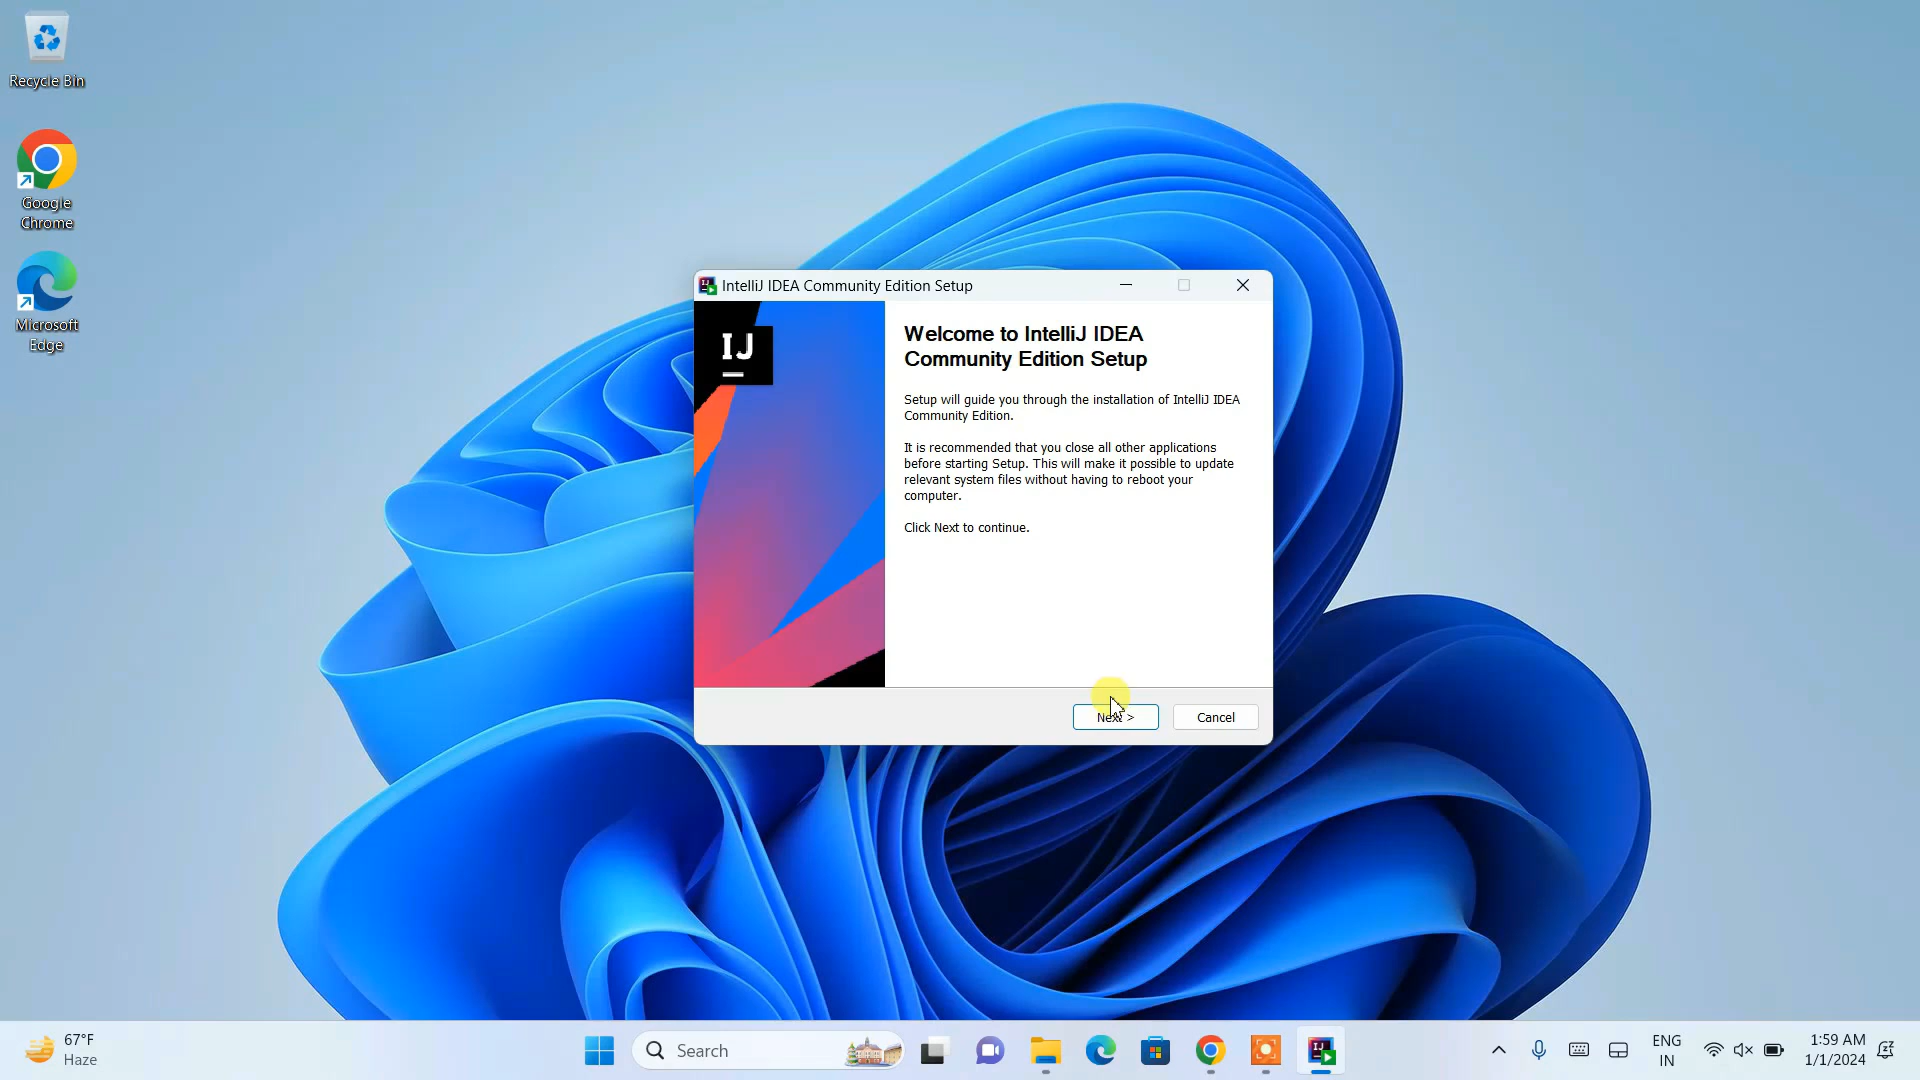 Recycle Bin
Google
Chrome
Microsoft
Edge
IntelliJ IDEA Community Edition Setup
IJ
Welcome to IntelliJ IDEA
Community Edition Setup
Setup will guide you through the installation of IntelliJ IDEA
Community Edition.
It is recommended that you close all other applications
before starting Setup. This will make it possible to update
relevant system files without having to reboot your
computer.
Click Next to continue.
Next >
Cancel
67°F
Haze
Search
IJ
ENG
IN
1:59 AM
1/1/2024